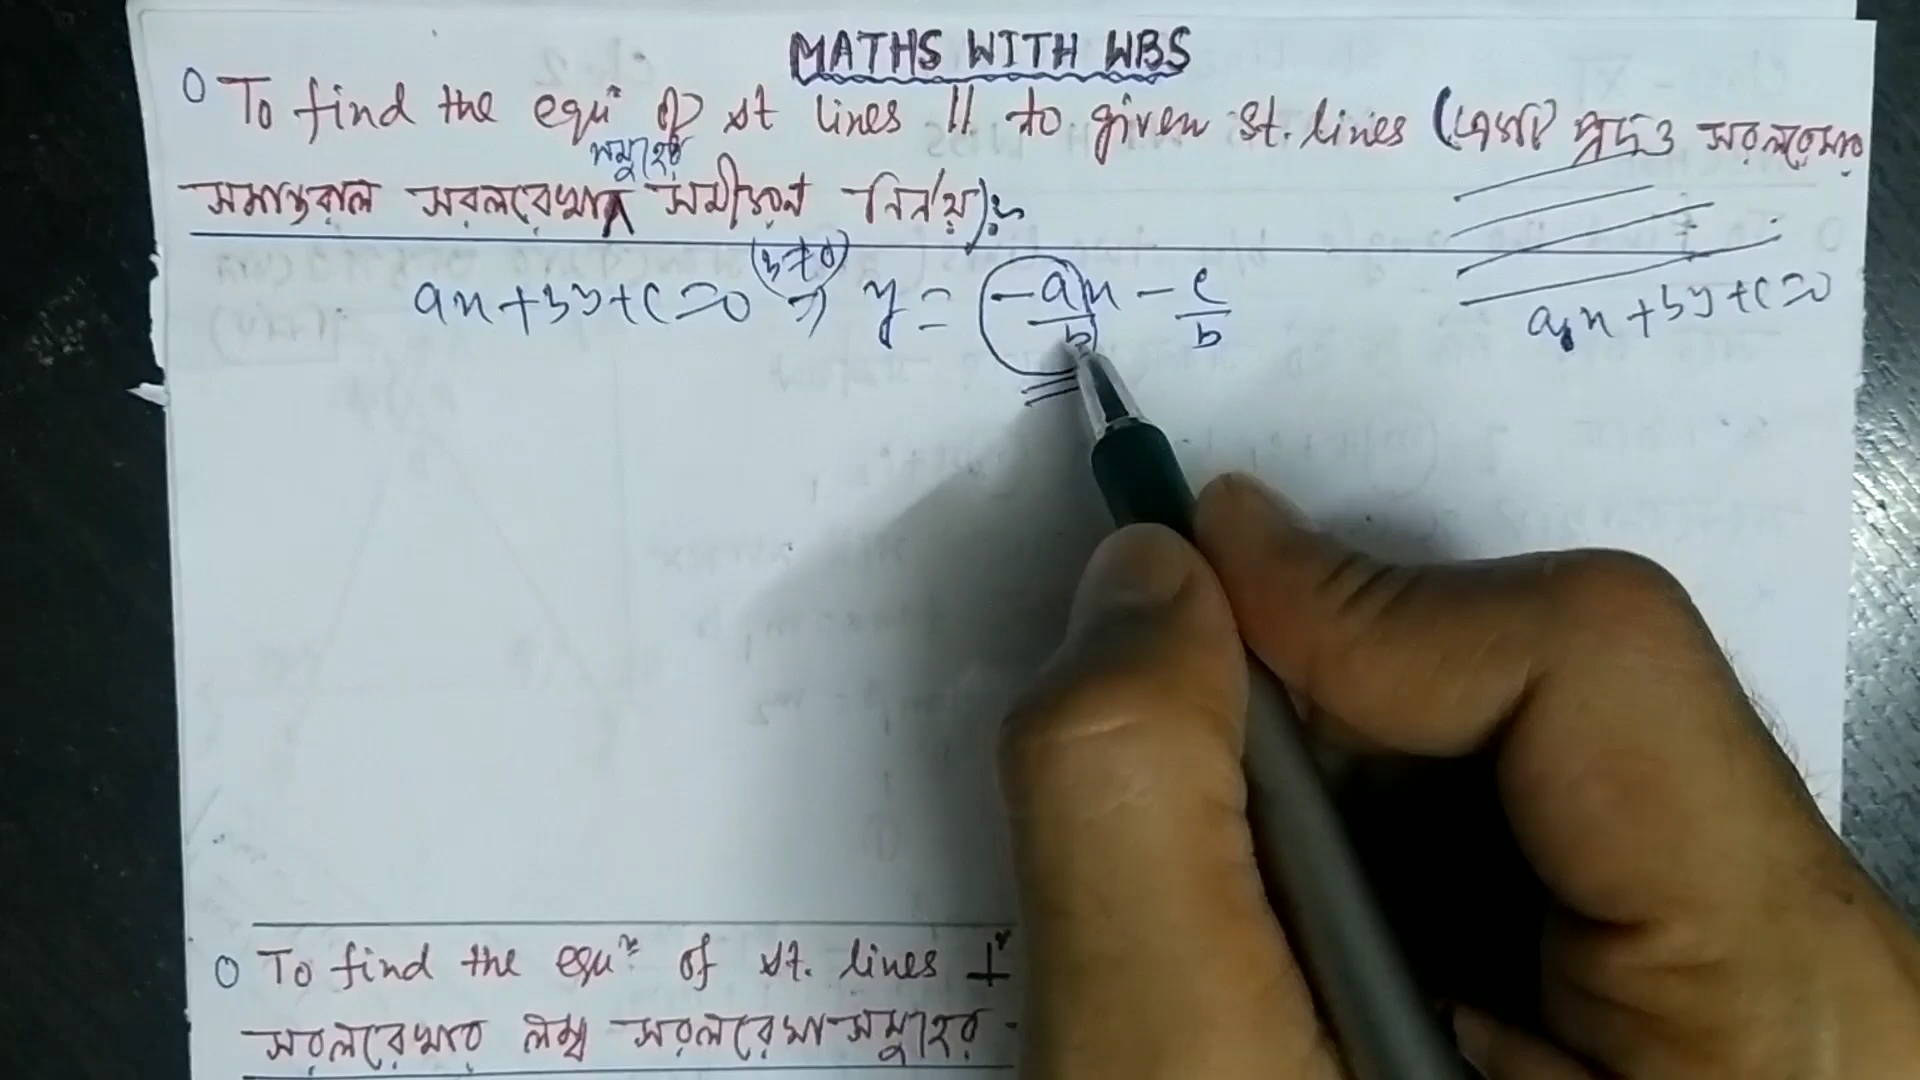 MATHS WITH WBS
To find the equⁿ of st lines || to given st. lines (একটি প্রদত্ত সরলরেখার
সমূহের
সমান্তরাল সরলরেখা সমীকরণ নির্ণয়):-
(b≠0)
ax+by+c=0 ⇒ y = -a/b x - c/b
ax+by+c=0
To find the equⁿ of st. lines ⊥ʳ
সরলরেখার লম্ব সরলরেখাসমূহের